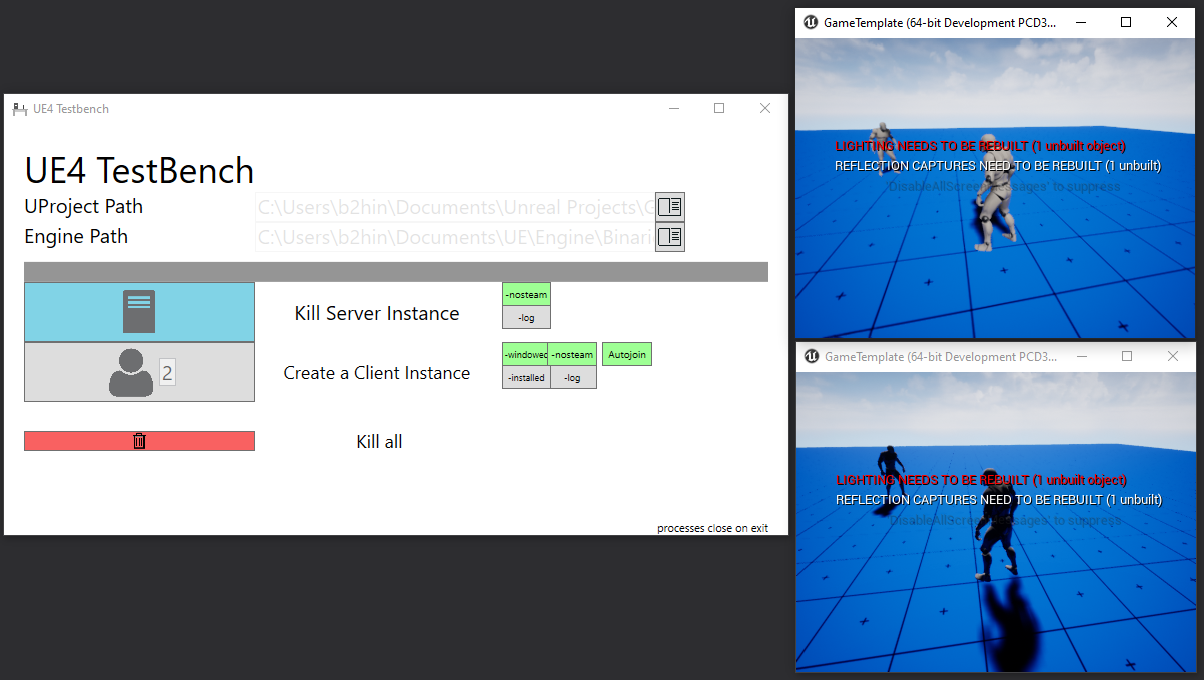 UE4 Testbench
UE4 TestBench
UProject Path
C:\Users\b2hin\Documents\Unreal Projects\G
Engine Path
C:\Users\b2hin\Documents\UE\Engine\Binari
Kill Server Instance
-nosteam
-log
2
Create a Client Instance
-windowed
-nosteam
Autojoin
-installed
-log
Kill all
processes close on exit
GameTemplate (64-bit Development PCD3...
LIGHTING NEEDS TO BE REBUILT (1 unbuilt object)
REFLECTION CAPTURES NEED TO BE REBUILT (1 unbuilt)
'DisableAllScreenMessages' to suppress
GameTemplate (64-bit Development PCD3...
LIGHTING NEEDS TO BE REBUILT (1 unbuilt object)
REFLECTION CAPTURES NEED TO BE REBUILT (1 unbuilt)
'DisableAllScreenMessages' to suppress